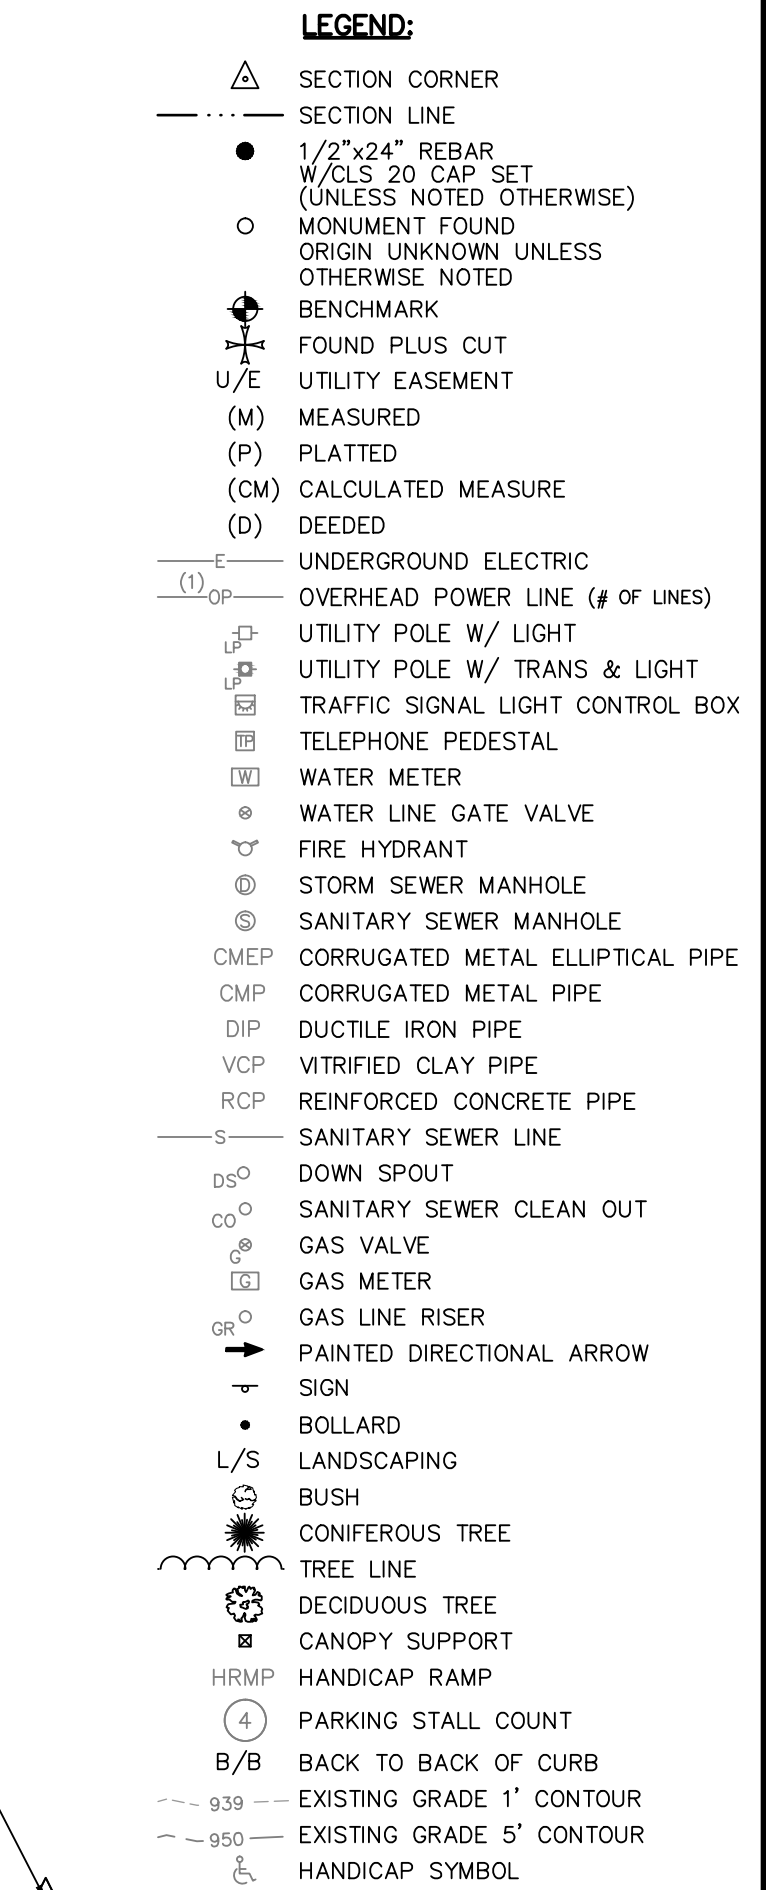 LEGEND:
SECTION CORNER
SECTION LINE
1/2"x24" REBAR
W/CLS 20 CAP SET
(UNLESS NOTED OTHERWISE)
MONUMENT FOUND
ORIGIN UNKNOWN UNLESS
OTHERWISE NOTED
BENCHMARK
FOUND PLUS CUT
U/E UTILITY EASEMENT
(M) MEASURED
(P) PLATTED
(CM) CALCULATED MEASURE
(D) DEEDED
E UNDERGROUND ELECTRIC
(1) OP OVERHEAD POWER LINE (# OF LINES)
LP UTILITY POLE W/ LIGHT
LP UTILITY POLE W/ TRANS & LIGHT
TRAFFIC SIGNAL LIGHT CONTROL BOX
TP TELEPHONE PEDESTAL
W WATER METER
WATER LINE GATE VALVE
FIRE HYDRANT
D STORM SEWER MANHOLE
S SANITARY SEWER MANHOLE
CMEP CORRUGATED METAL ELLIPTICAL PIPE
CMP CORRUGATED METAL PIPE
DIP DUCTILE IRON PIPE
VCP VITRIFIED CLAY PIPE
RCP REINFORCED CONCRETE PIPE
S SANITARY SEWER LINE
DS DOWN SPOUT
CO SANITARY SEWER CLEAN OUT
G GAS VALVE
G GAS METER
GR GAS LINE RISER
PAINTED DIRECTIONAL ARROW
SIGN
BOLLARD
L/S LANDSCAPING
BUSH
CONIFEROUS TREE
TREE LINE
DECIDUOUS TREE
CANOPY SUPPORT
HRMP HANDICAP RAMP
4 PARKING STALL COUNT
B/B BACK TO BACK OF CURB
939 EXISTING GRADE 1' CONTOUR
950 EXISTING GRADE 5' CONTOUR
HANDICAP SYMBOL